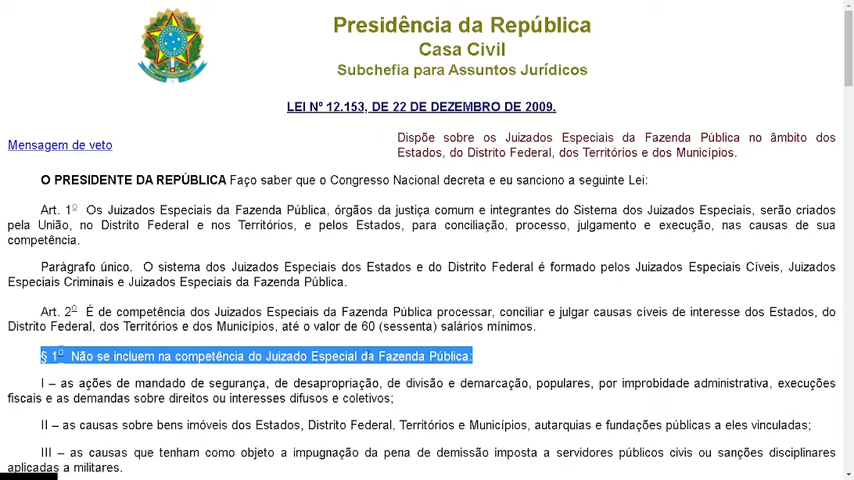 Presidência da República
Casa Civil
Subchefia para Assuntos Jurídicos
LEI Nº 12.153, DE 22 DE DEZEMBRO DE 2009.
Mensagem de veto
Dispõe sobre os Juizados Especiais da Fazenda Pública no âmbito dos
Estados, do Distrito Federal, dos Territórios e dos Municípios.
O PRESIDENTE DA REPÚBLICA Faço saber que o Congresso Nacional decreta e eu sanciono a seguinte Lei:
Art. 1º Os Juizados Especiais da Fazenda Pública, órgãos da justiça comum e integrantes do Sistema dos Juizados Especiais, serão criados
pela União, no Distrito Federal e nos Territórios, e pelos Estados, para conciliação, processo, julgamento e execução, nas causas de sua
competência.
Parágrafo único. O sistema dos Juizados Especiais dos Estados e do Distrito Federal é formado pelos Juizados Especiais Cíveis, Juizados
Especiais Criminais e Juizados Especiais da Fazenda Pública.
Art. 2º É de competência dos Juizados Especiais da Fazenda Pública processar, conciliar e julgar causas cíveis de interesse dos Estados, do
Distrito Federal, dos Territórios e dos Municípios, até o valor de 60 (sessenta) salários mínimos.
§ 1º Não se incluem na competência do Juizado Especial da Fazenda Pública:
I – as ações de mandado de segurança, de desapropriação, de divisão e demarcação, populares, por improbidade administrativa, execuções
fiscais e as demandas sobre direitos ou interesses difusos e coletivos;
II – as causas sobre bens imóveis dos Estados, Distrito Federal, Territórios e Municípios, autarquias e fundações públicas a eles vinculadas;
III – as causas que tenham como objeto a impugnação da pena de demissão imposta a servidores públicos civis ou sanções disciplinares
aplicadas a militares.